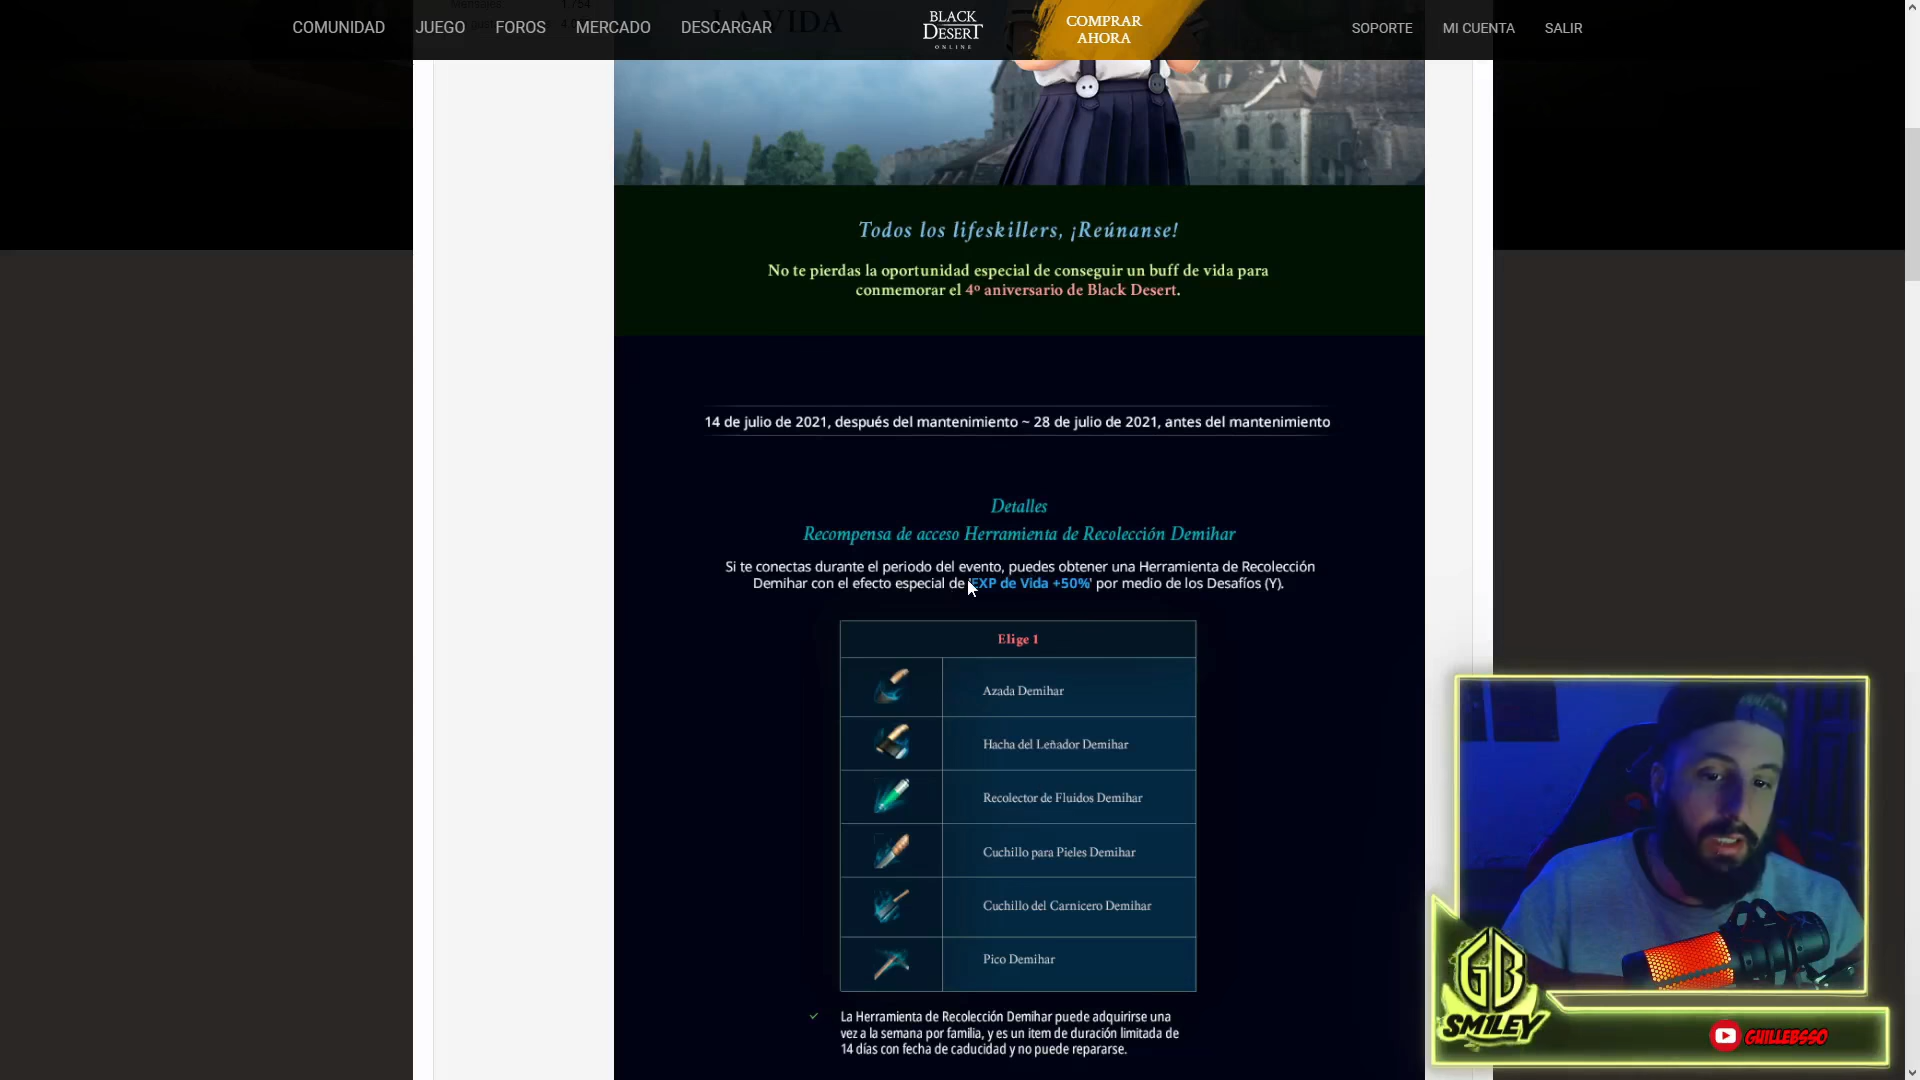 1.754
LA VIDA
COMUNIDAD JUEGO FOROS MERCADO DESCARGAR
BLACK DESERT ONLINE
COMPRAR AHORA
SOPORTE MI CUENTA SALIR
Todos los lifeskillers, ¡Reúnanse!
No te pierdas la oportunidad especial de conseguir un buff de vida para
conmemorar el 4º aniversario de Black Desert.
14 de julio de 2021, después del mantenimiento ~ 28 de julio de 2021, antes del mantenimiento
Detalles
Recompensa de acceso Herramienta de Recolección Demihar
Si te conectas durante el periodo del evento, puedes obtener una Herramienta de Recolección
Demihar con el efecto especial de 'EXP de Vida +50%' por medio de los Desafíos (Y).
Elige 1
Azada Demihar
Hacha del Leñador Demihar
Recolector de Fluidos Demihar
Cuchillo para Pieles Demihar
Cuchillo del Carnicero Demihar
Pico Demihar
La Herramienta de Recolección Demihar puede adquirirse una
vez a la semana por familia, y es un item de duración limitada de
14 días con fecha de caducidad y no puede repararse.
GB
SM1LEY
GUILLEBSSO